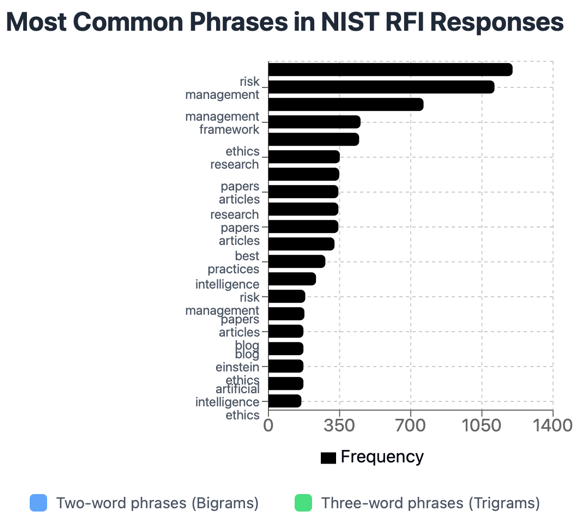 Most Common Phrases in NIST RFI Responses
risk
management
management
framework
ethics
research
papers
articles
research
papers
articles
best
practices
intelligence
risk
management
papers
articles
blog
blog
einstein
ethics
artificial
intelligence
ethics
0 350 700 1050 1400
Frequency
Two-word phrases (Bigrams) Three-word phrases (Trigrams)